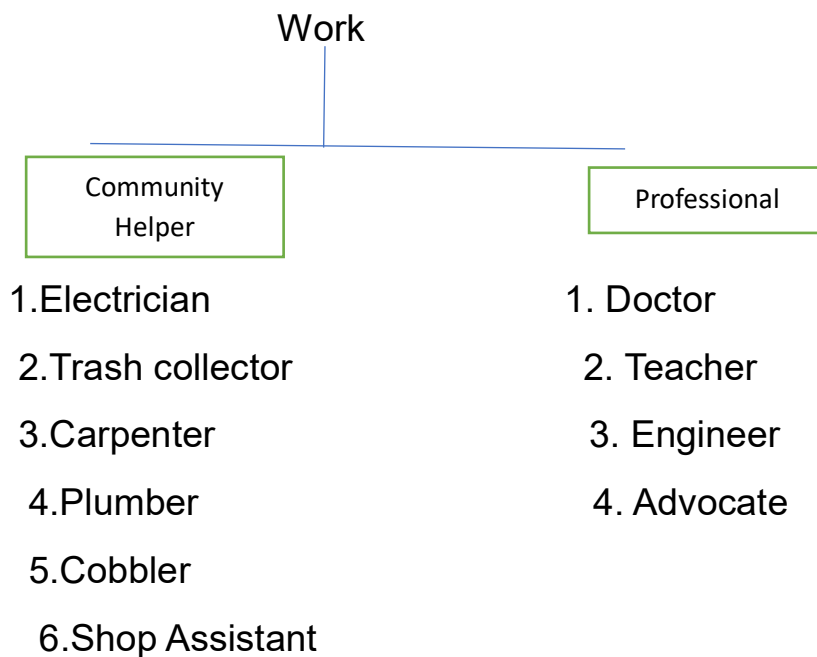 Work
Community
Helper
Professional
1.Electrician
2.Trash collector
3.Carpenter
4.Plumber
5.Cobbler
6.Shop Assistant
1. Doctor
2. Teacher
3. Engineer
4. Advocate